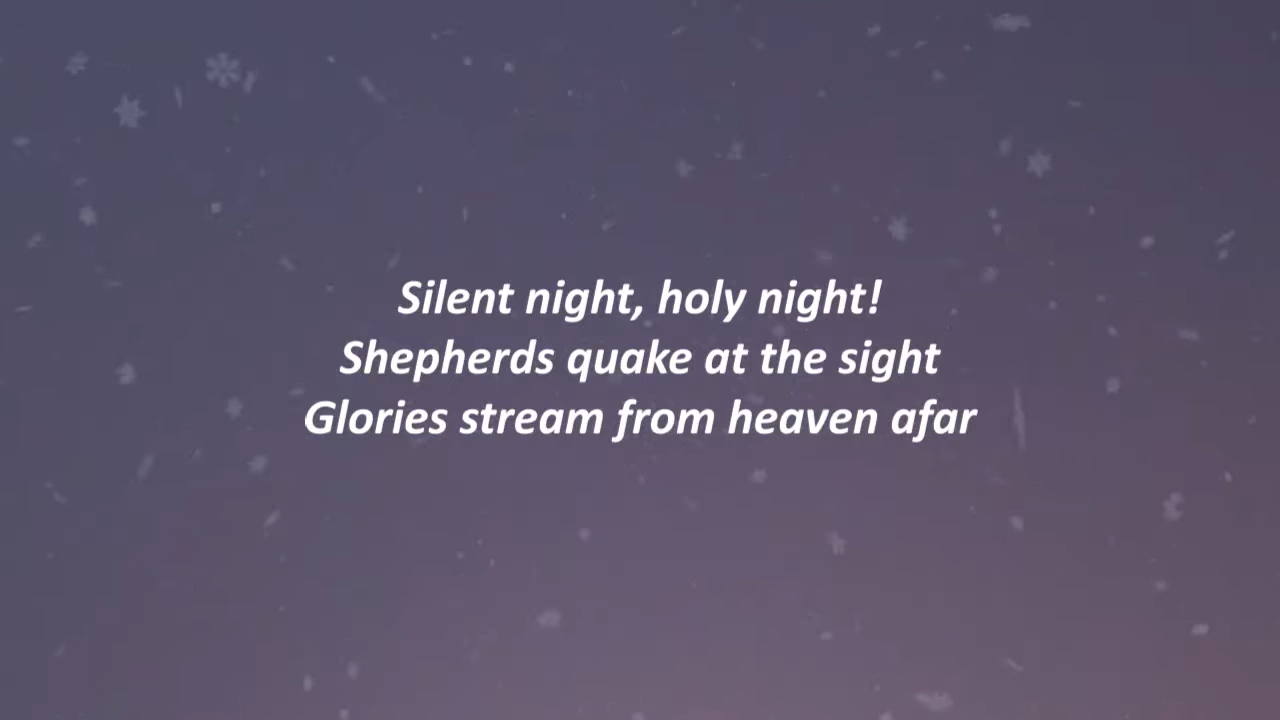 Silent night, holy night!
Shepherds quake at the sight
Glories stream from heaven afar